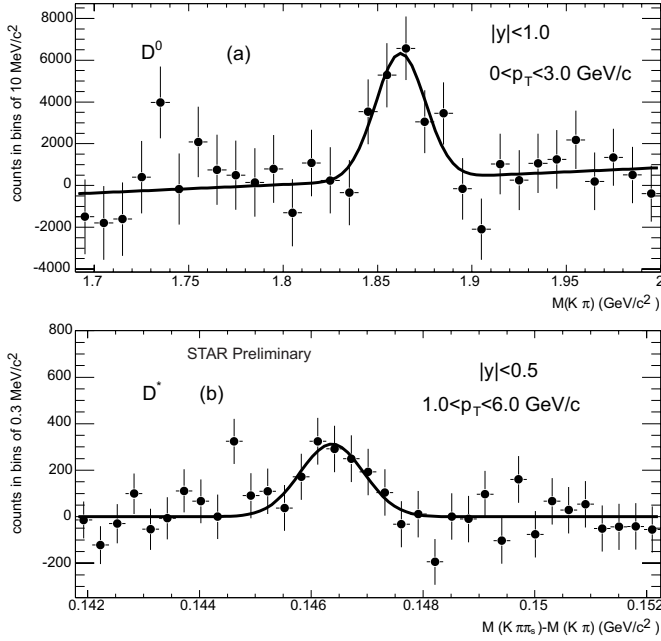 8000
6000
4000
2000
0
-2000
-4000
counts in bins of 10 MeV/c2
D0
(a)
|y|<1.0
0<pT<3.0 GeV/c
1.7 1.75 1.8 1.85 1.9 1.95 2
M(K π) (GeV/c2)
800
600
400
200
0
-200
counts in bins of 0.3 MeV/c2
STAR Preliminary
D*
(b)
|y|<0.5
1.0<pT<6.0 GeV/c
0.142 0.144 0.146 0.148 0.15 0.152
M (K ππs)-M (K π) (GeV/c2)